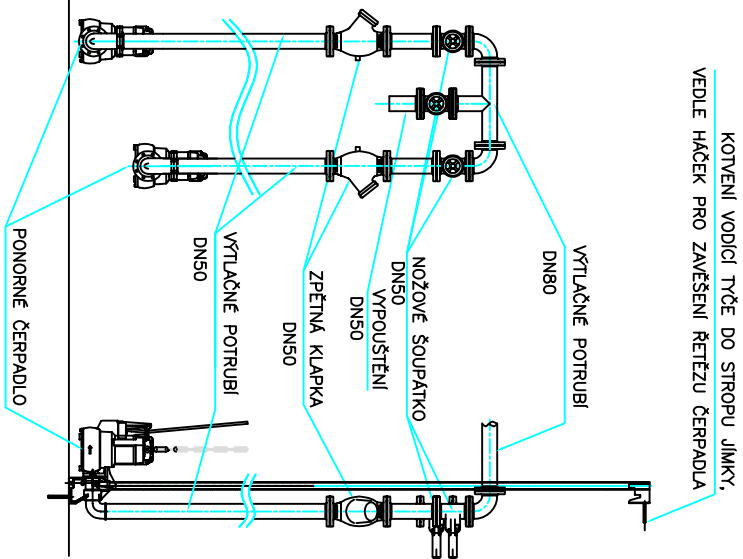 KOTVENÍ VODÍCÍ TYČE DO STROPU JÍMKY,
VEDLE HÁČEK PRO ZAVĚŠENÍ ŘETĚZU ČERPADLA
VÝTLAČNÉ POTRUBÍ
DN80
NOŽOVÉ ŠOUPÁTKO
DN50
VYPOUŠTĚNÍ
DN50
ZPĚTNÁ KLAPKA
DN50
VÝTLAČNÉ POTRUBÍ
DN50
PONORNÉ ČERPADLO